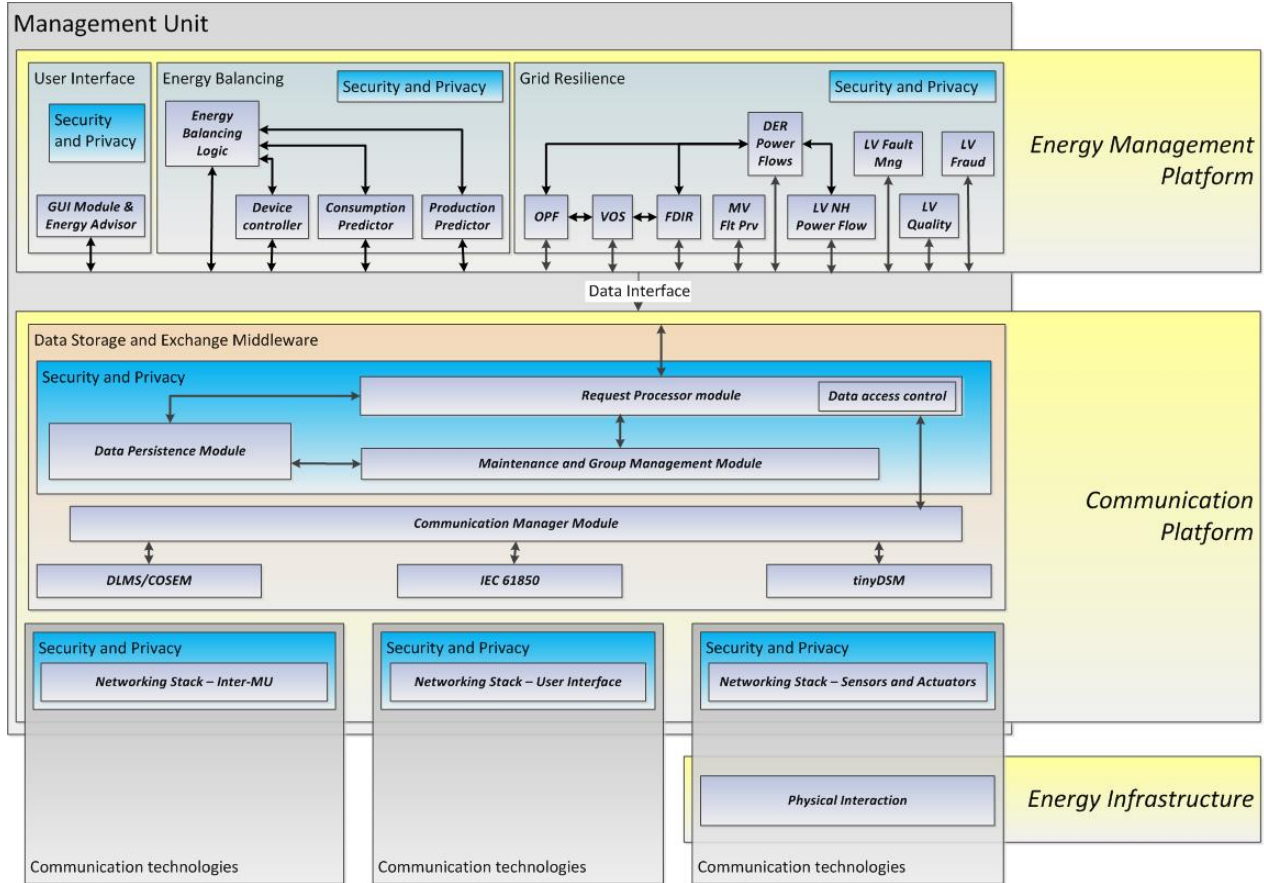 Management Unit
User Interface
Security
and Privacy
GUI Module &
Energy Advisor
Energy Balancing
Security and Privacy
Energy
Balancing
Logic
Device
controller
Consumption
Predictor
Production
Predictor
Grid Resilience
Security and Privacy
DER
Power
Flows
LV Fault
Mng
LV
Fraud
OPF
VOS
FDIR
MV
Flt Prv
LV NH
Power Flow
LV
Quality
Energy Management
Platform
Data Interface
Data Storage and Exchange Middleware
Security and Privacy
Request Processor module
Data access control
Data Persistence Module
Maintenance and Group Management Module
Communication Manager Module
DLMS/COSEM
IEC 61850
tinyDSM
Communication
Platform
Security and Privacy
Networking Stack – Inter-MU
Security and Privacy
Networking Stack – User Interface
Security and Privacy
Networking Stack – Sensors and Actuators
Physical Interaction
Energy Infrastructure
Communication technologies
Communication technologies
Communication technologies